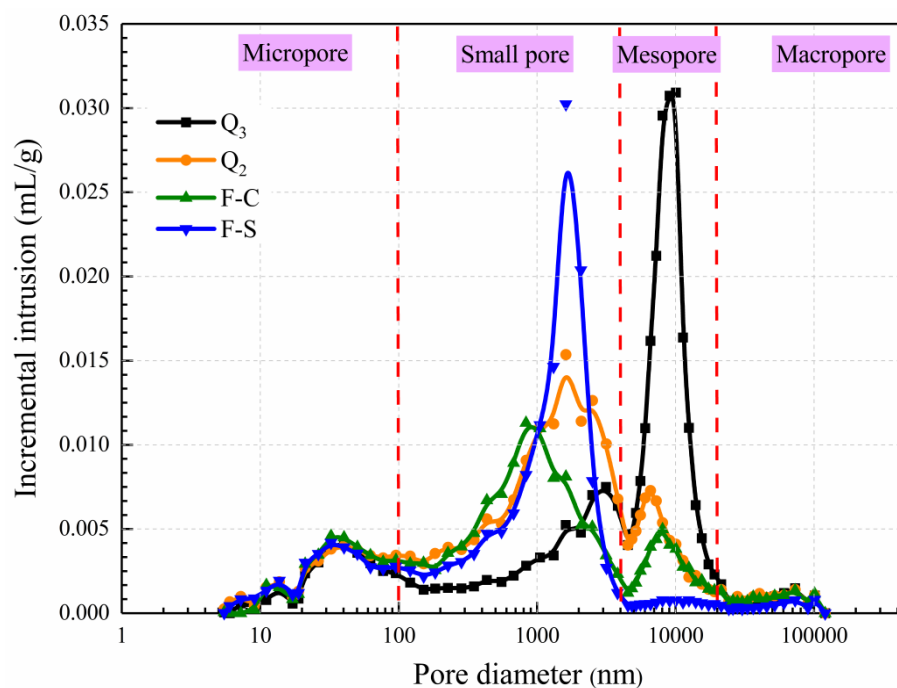 Micropore Small pore Mesopore Macropore
Q3
Q2
F-C
F-S
Incremental intrusion (mL/g)
0.035
0.030
0.025
0.020
0.015
0.010
0.005
0.000
1 10 100 1000 10000 100000
Pore diameter (nm)